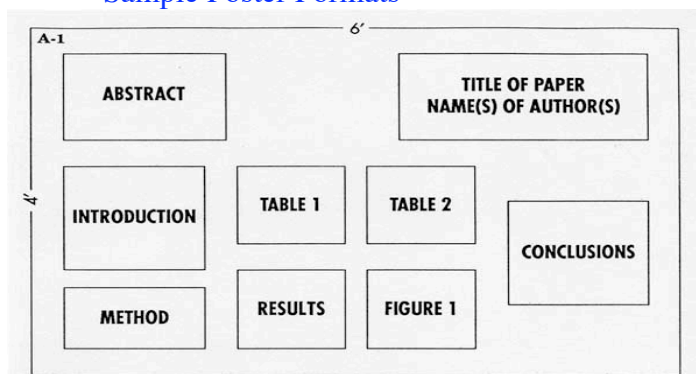 Sample Poster Formats
6'
A-1
ABSTRACT
TITLE OF PAPER
NAME(S) OF AUTHOR(S)
4'
INTRODUCTION
TABLE 1
TABLE 2
CONCLUSIONS
METHOD
RESULTS
FIGURE 1